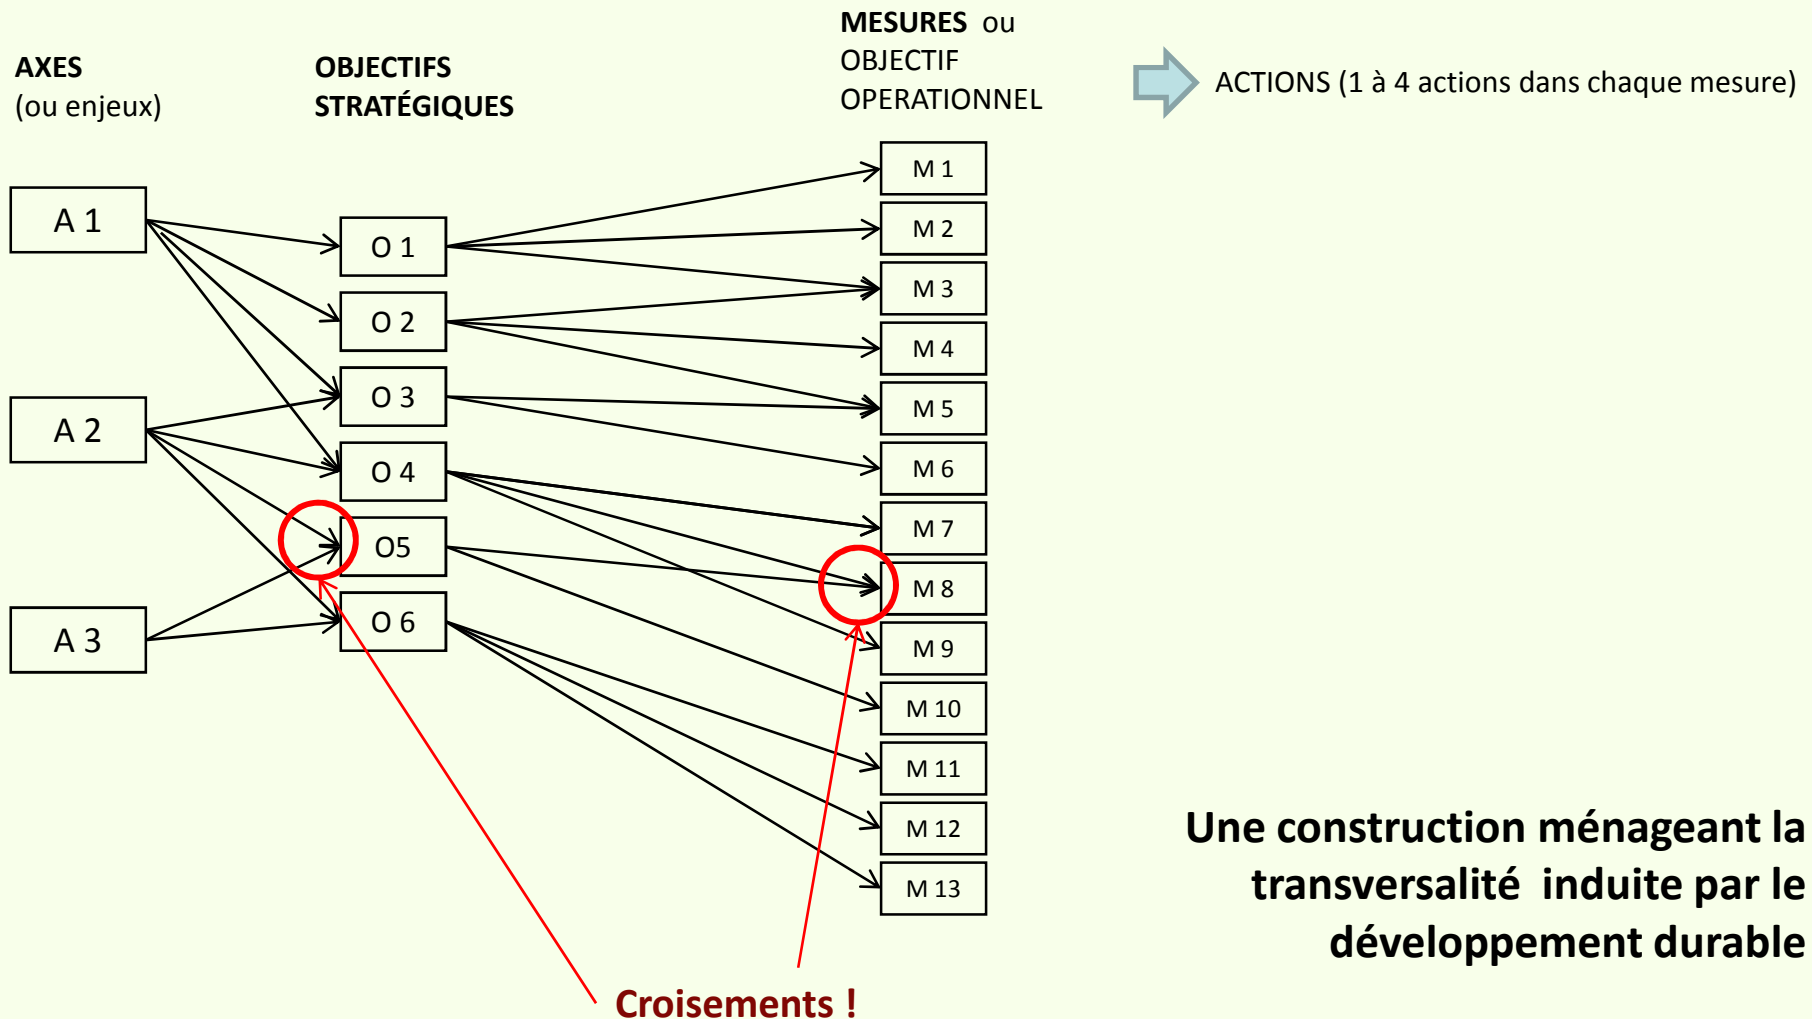 AXES
(ou enjeux)
OBJECTIFS
STRATÉGIQUES
MESURES ou
OBJECTIF
OPERATIONNEL
ACTIONS (1 à 4 actions dans chaque mesure)
A 1
A 2
A 3
O 1
O 2
O 3
O 4
O5
O 6
M 1
M 2
M 3
M 4
M 5
M 6
M 7
M 8
M 9
M 10
M 11
M 12
M 13
Une construction ménageant la
transversalité induite par le
développement durable
Croisements !